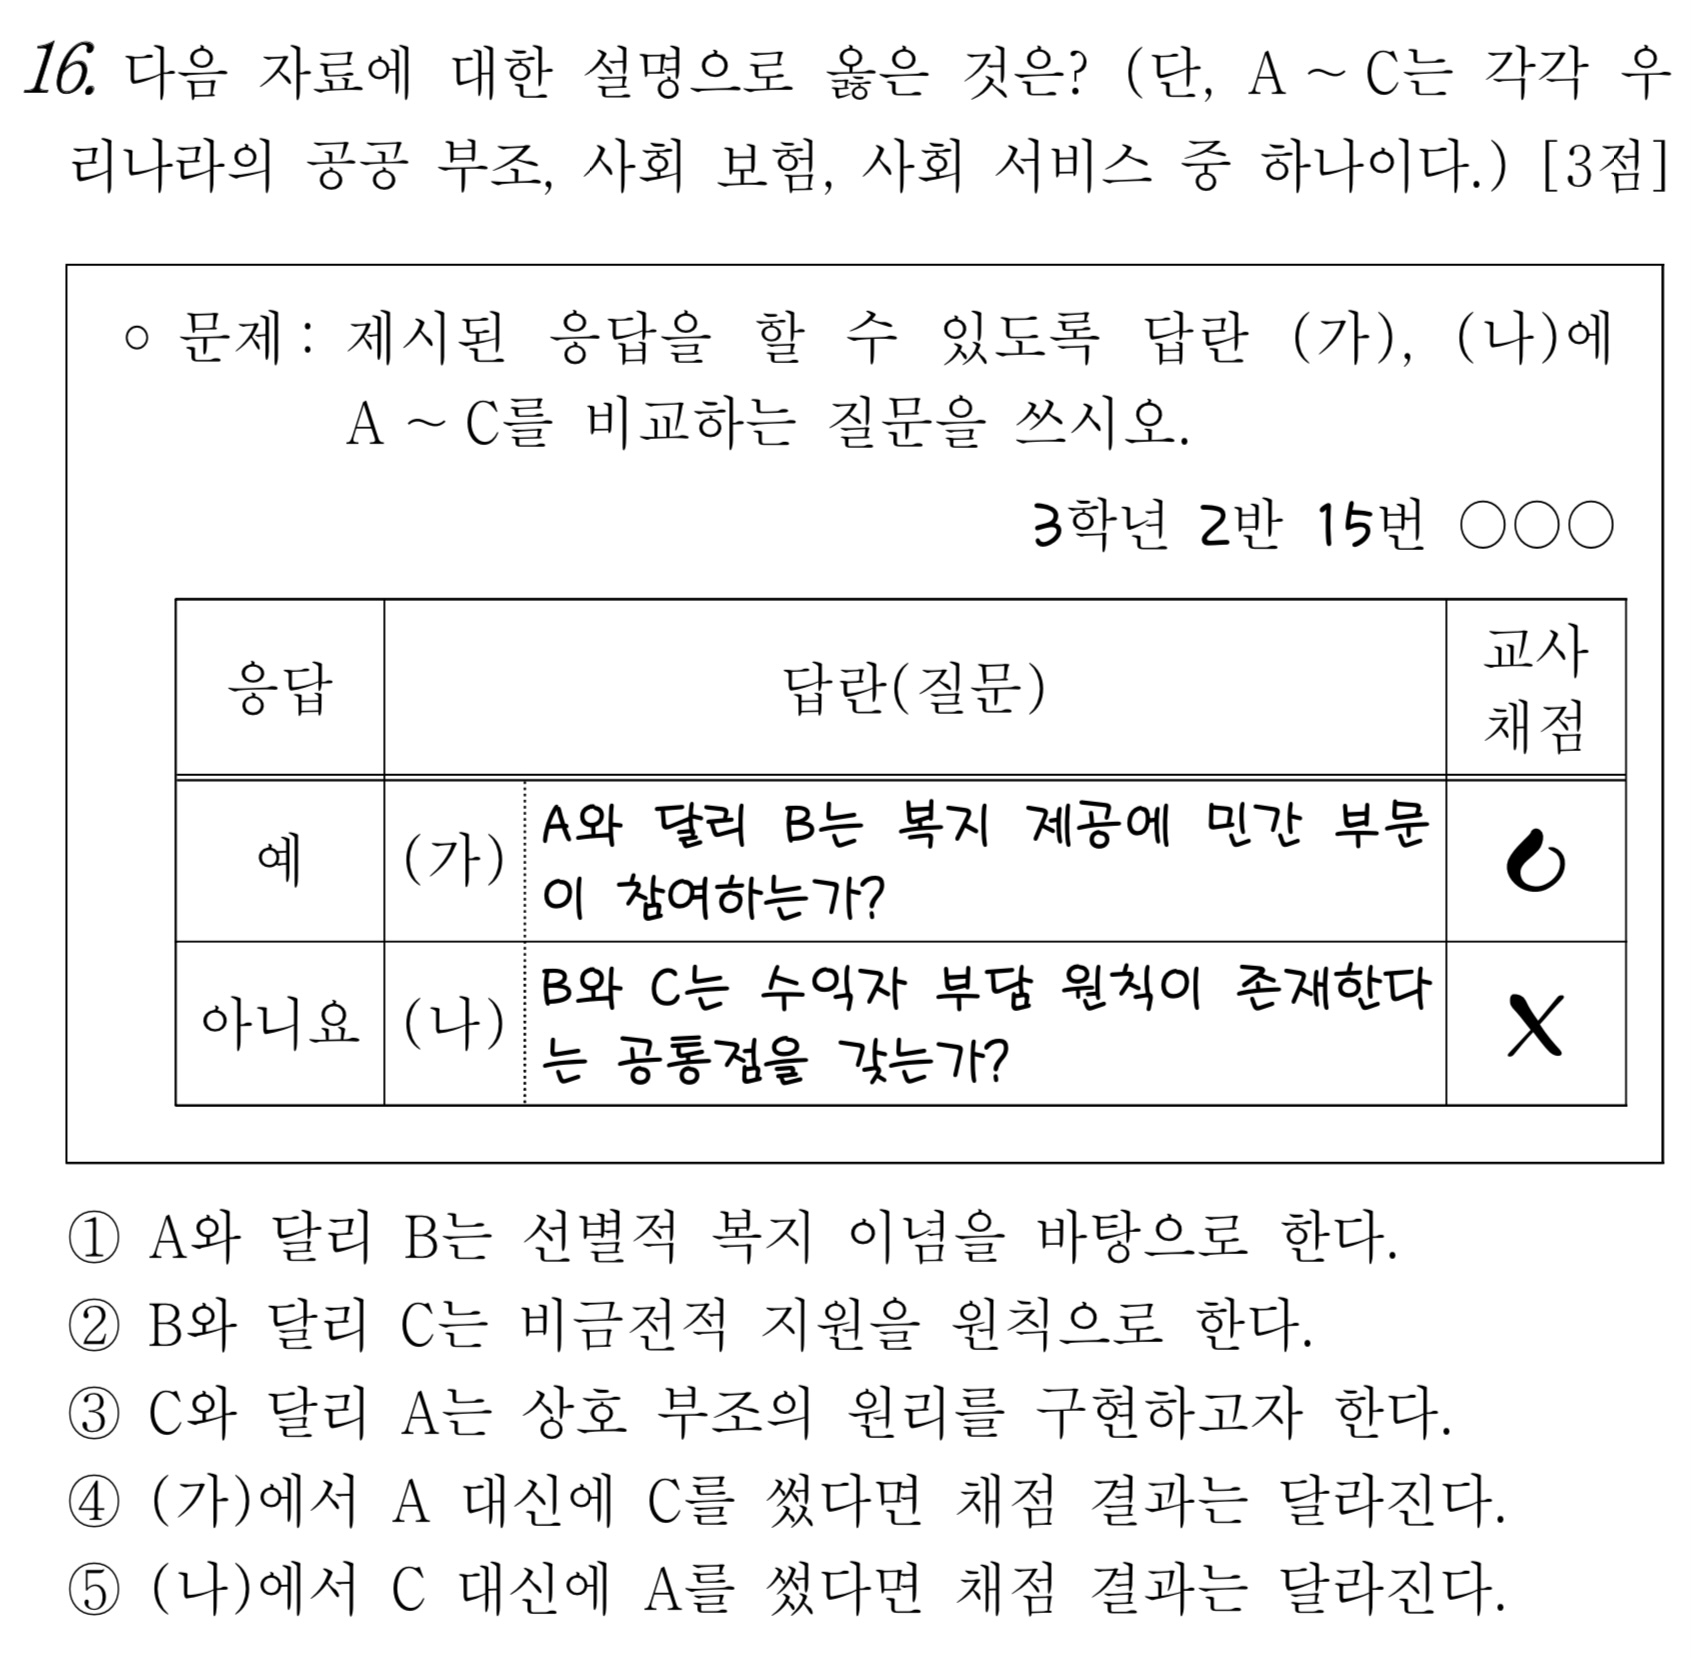 16. 다음 자료에 대한 설명으로 옳은 것은? (단, A ~ C는 각각 우
리나라의 공공 부조, 사회 보험, 사회 서비스 중 하나이다.) [3점]
○ 문제: 제시된 응답을 할 수 있도록 답란 (가), (나)에
A ~ C를 비교하는 질문을 쓰시오.
3학년 2반 15번 ○○○
응답 답란(질문) 교사
채점
예 (가) A와 달리 B는 복지 제공에 민간 부문
이 참여하는가? O
아니요 (나) B와 C는 수익자 부담 원칙이 존재한다
는 공통점을 갖는가? X
① A와 달리 B는 선별적 복지 이념을 바탕으로 한다.
② B와 달리 C는 비금전적 지원을 원칙으로 한다.
③ C와 달리 A는 상호 부조의 원리를 구현하고자 한다.
④ (가)에서 A 대신에 C를 썼다면 채점 결과는 달라진다.
⑤ (나)에서 C 대신에 A를 썼다면 채점 결과는 달라진다.